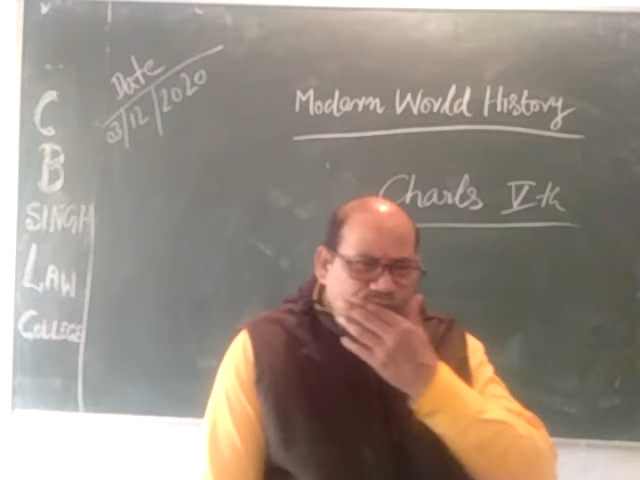 Date
03/12/2020
Modern World History
Charls Vth
C
B
SINGH
LAW
COLLEGE